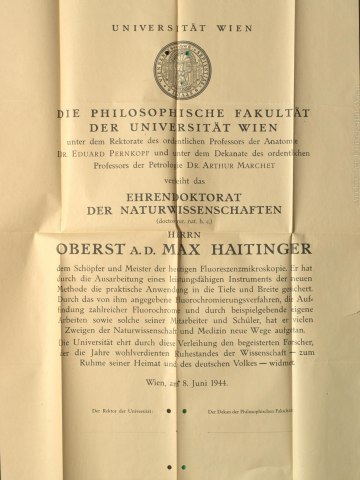 UNIVERSITÄT WIEN
DIE PHILOSOPHISCHE FAKULTÄT
DER UNIVERSITÄT WIEN
unter dem Rektorate des ordentlichen Professors der Anatomie
DR EDUARD PERNKOPF und unter dem Dekanate des ordentlichen
Professors der Petrologie DR ARTHUR MARCHET
verleiht das
EHRENDOKTORAT
DER NATURWISSENSCHAFTEN
(doctor rer. nat. h. c.)
HERRN
OBERST A.D. MAX HAITINGER
dem Schöpfer und Meister der heutigen Fluoreszenzmikroskopie. Er hat
durch die Ausarbeitung eines leistungsfähigen Instruments der neuen
Methode die praktische Anwendung in die Tiefe und Breite gesichert.
Durch das von ihm angegebene Fluorochromierungsverfahren, die Auf-
findung zahlreicher Fluorochrome und durch beispielgebende eigene
Arbeiten sowie solche seiner Mitarbeiter und Schüler, hat er vielen
Zweigen der Naturwissenschaft und Medizin neue Wege aufgetan.
Die Universität ehrt durch diese Verleihung den begeisterten Forscher,
der die Jahre wohlverdienten Ruhestandes der Wissenschaft — zum
Ruhme seiner Heimat und des deutschen Volkes — widmet.
Wien, am 8. Juni 1944.
Der Rektor der Universität: Der Dekan der Philosophischen Fakultät: